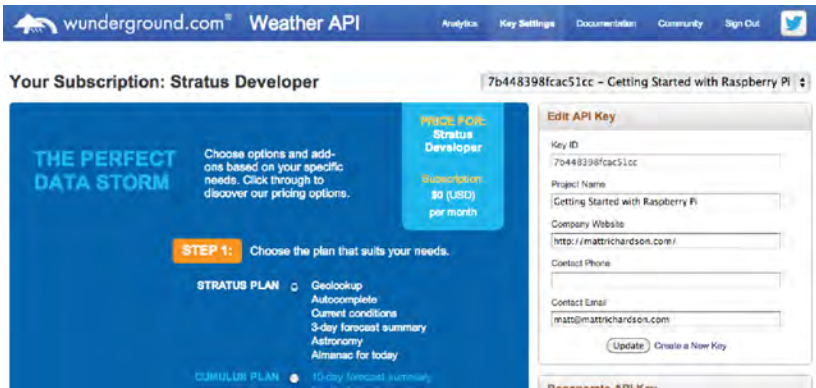 wunderground.com® Weather API
Analytics Key Settings Documentation Community Sign Out
Your Subscription: Stratus Developer
7b448398fcac51cc - Getting Started with Raspberry Pi
THE PERFECT
DATA STORM
Choose options and add-
ons based on your specific
needs. Click through to
discover our pricing options.
PRICE FOR:
Stratus
Developer
Subscription:
$0 (USD)
per month
STEP 1: Choose the plan that suits your needs.
STRATUS PLAN Geolookup
Autocomplete
Current conditions
3-day forecast summary
Astronomy
Almanac for today
CUMULUS PLAN 10-day forecast summary
Edit API Key
Key ID
7b448398fcac51cc
Project Name
Getting Started with Raspberry Pi
Company Website
http://mattrichardson.com/
Contact Phone
Contact Email
matt@mattrichardson.com
Update Create a New Key
Regenerate API Key